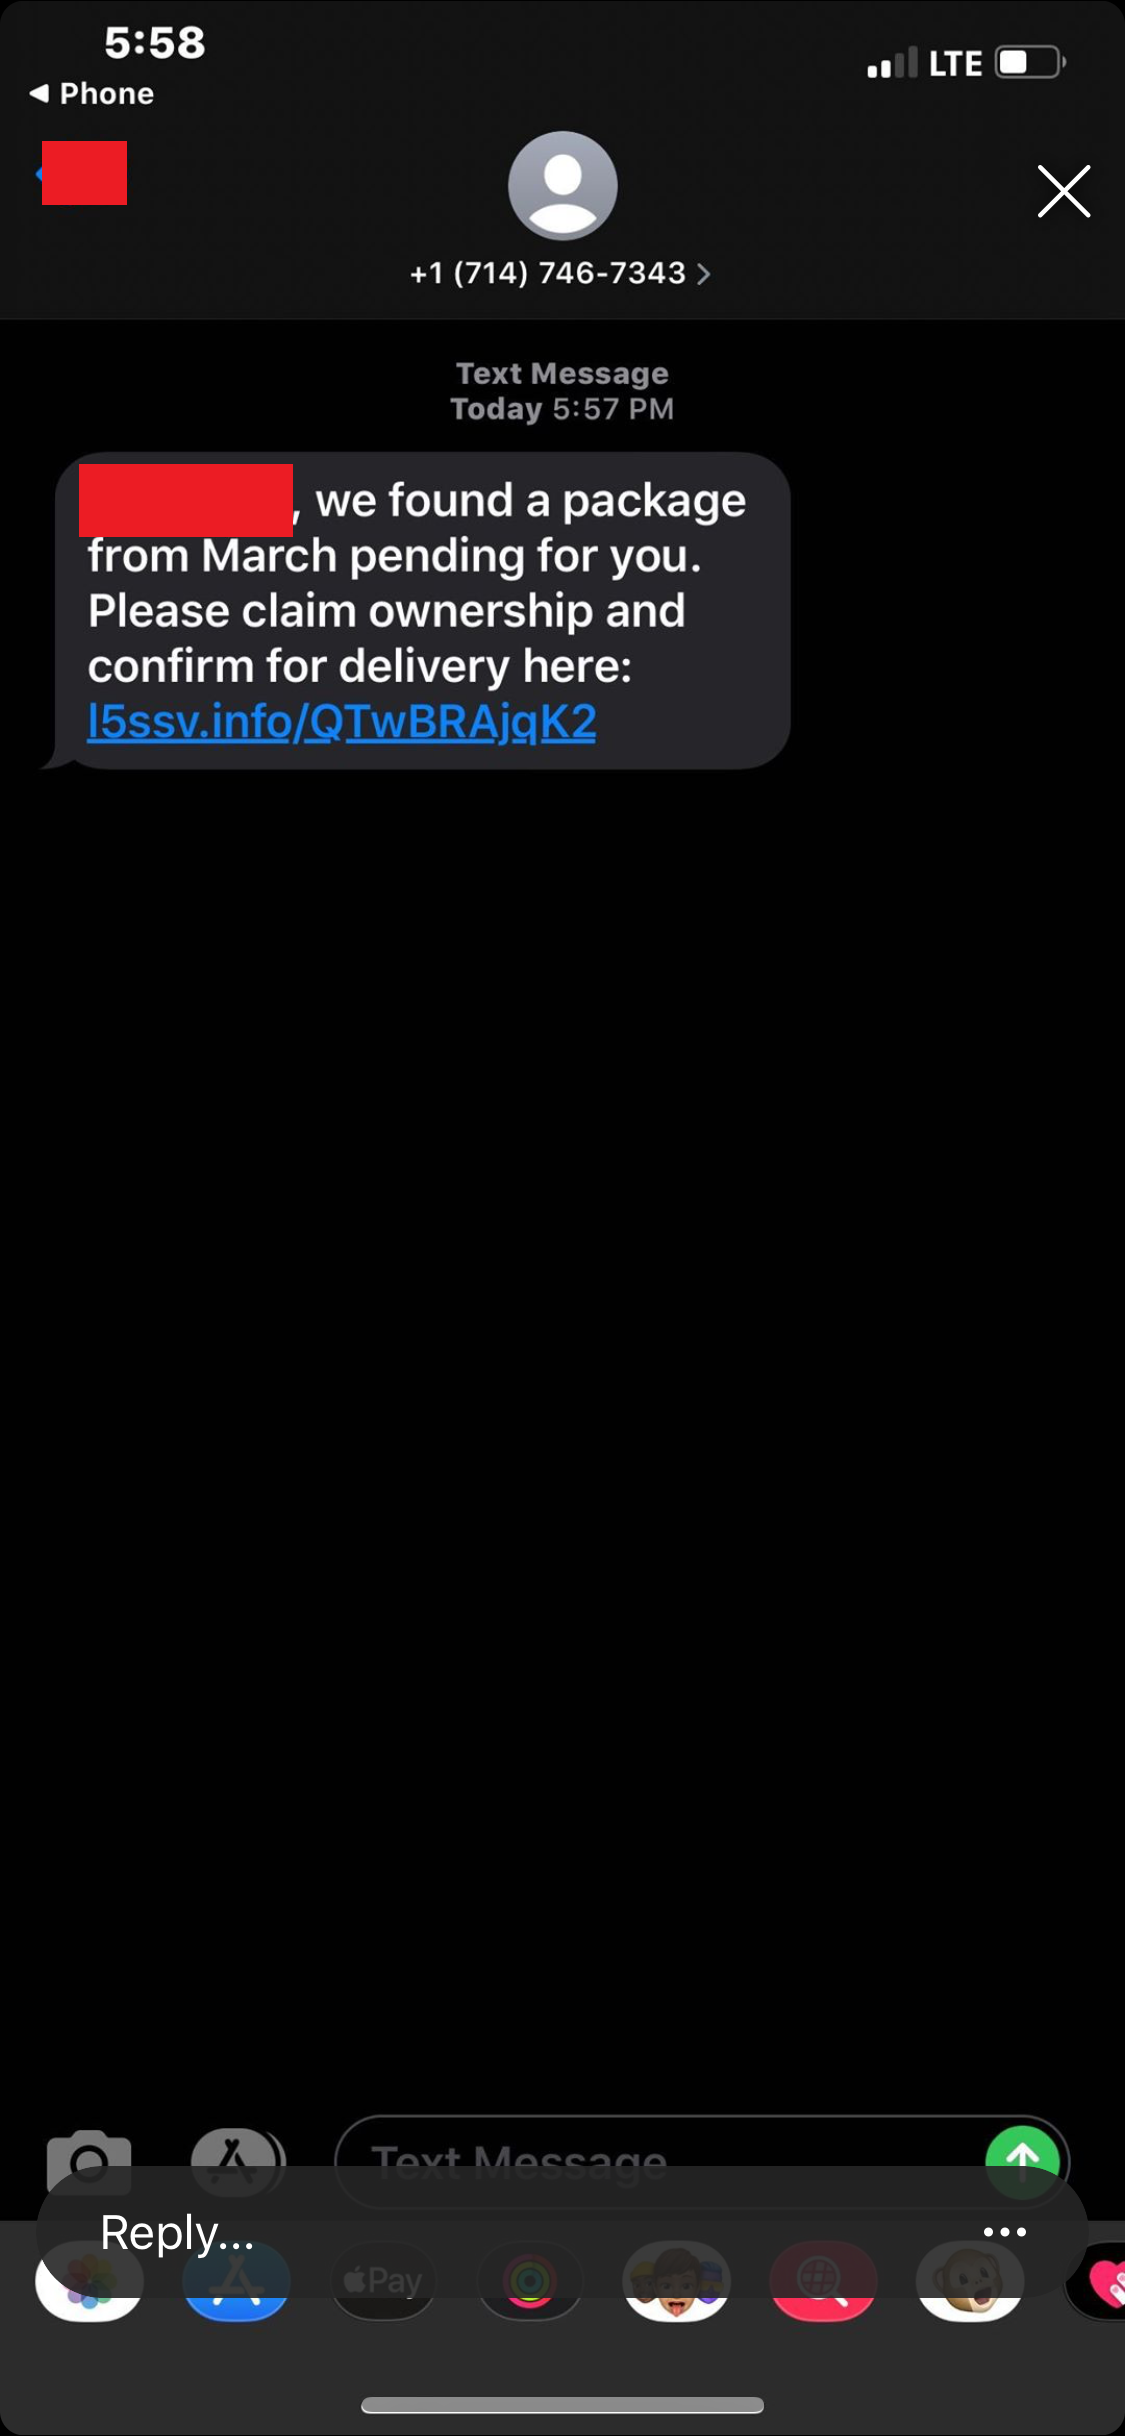 5:58
LTE
Phone
+1 (714) 746-7343
Text Message
Today 5:57 PM
, we found a package
from March pending for you.
Please claim ownership and
confirm for delivery here:
l5ssv.info/QTwBRAjqK2
Text Message
Reply...
Pay